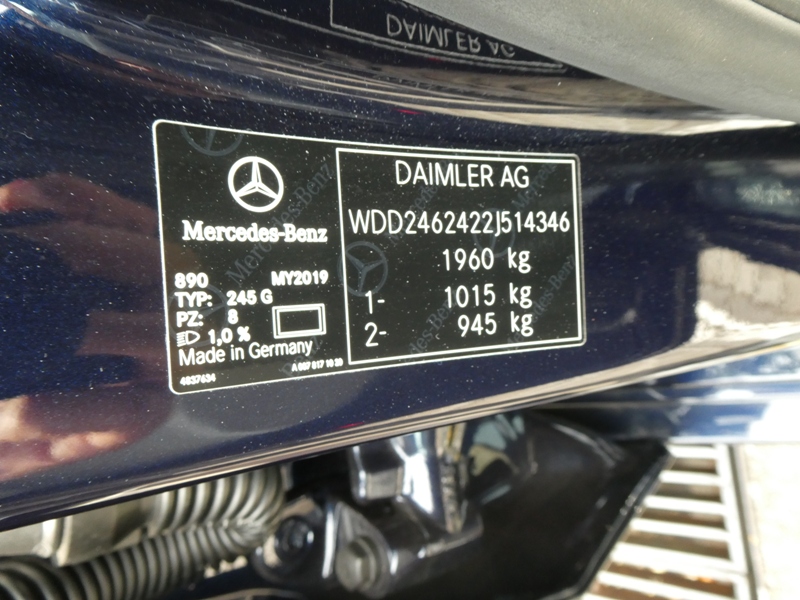 DAIMLER AG
Mercedes-Benz
890 MY2019
TYP: 245 G
PZ: 8
1,0 %
Made in Germany
4037634
DAIMLER AG
WDD2462422J514346
1960 kg
1- 1015 kg
2- 945 kg